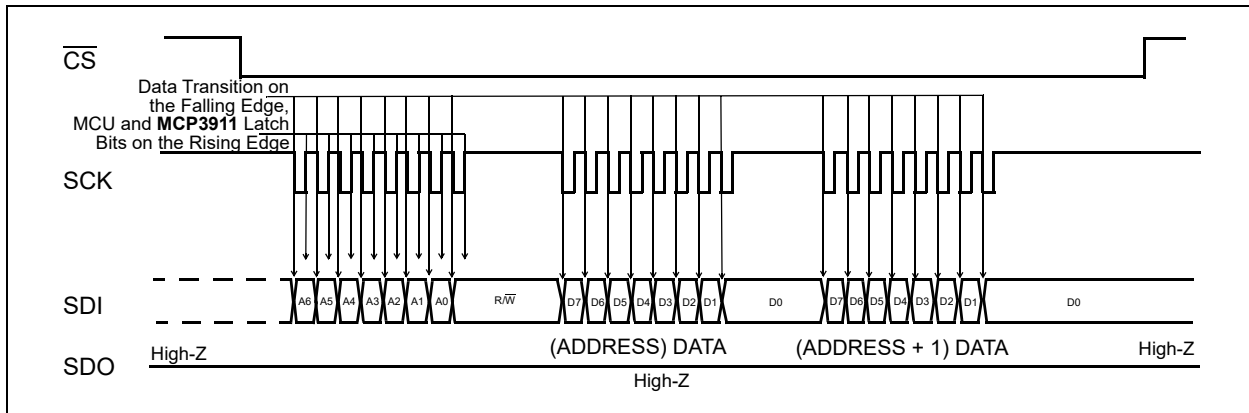 CS
Data Transition on
the Falling Edge,
MCU and MCP3911 Latch
Bits on the Rising Edge
SCK
SDI
A6 A5 A4 A3 A2 A1 A0 R/W D7 D6 D5 D4 D3 D2 D1 D0 D7 D6 D5 D4 D3 D2 D1 D0
High-Z (ADDRESS) DATA (ADDRESS + 1) DATA High-Z
SDO
High-Z